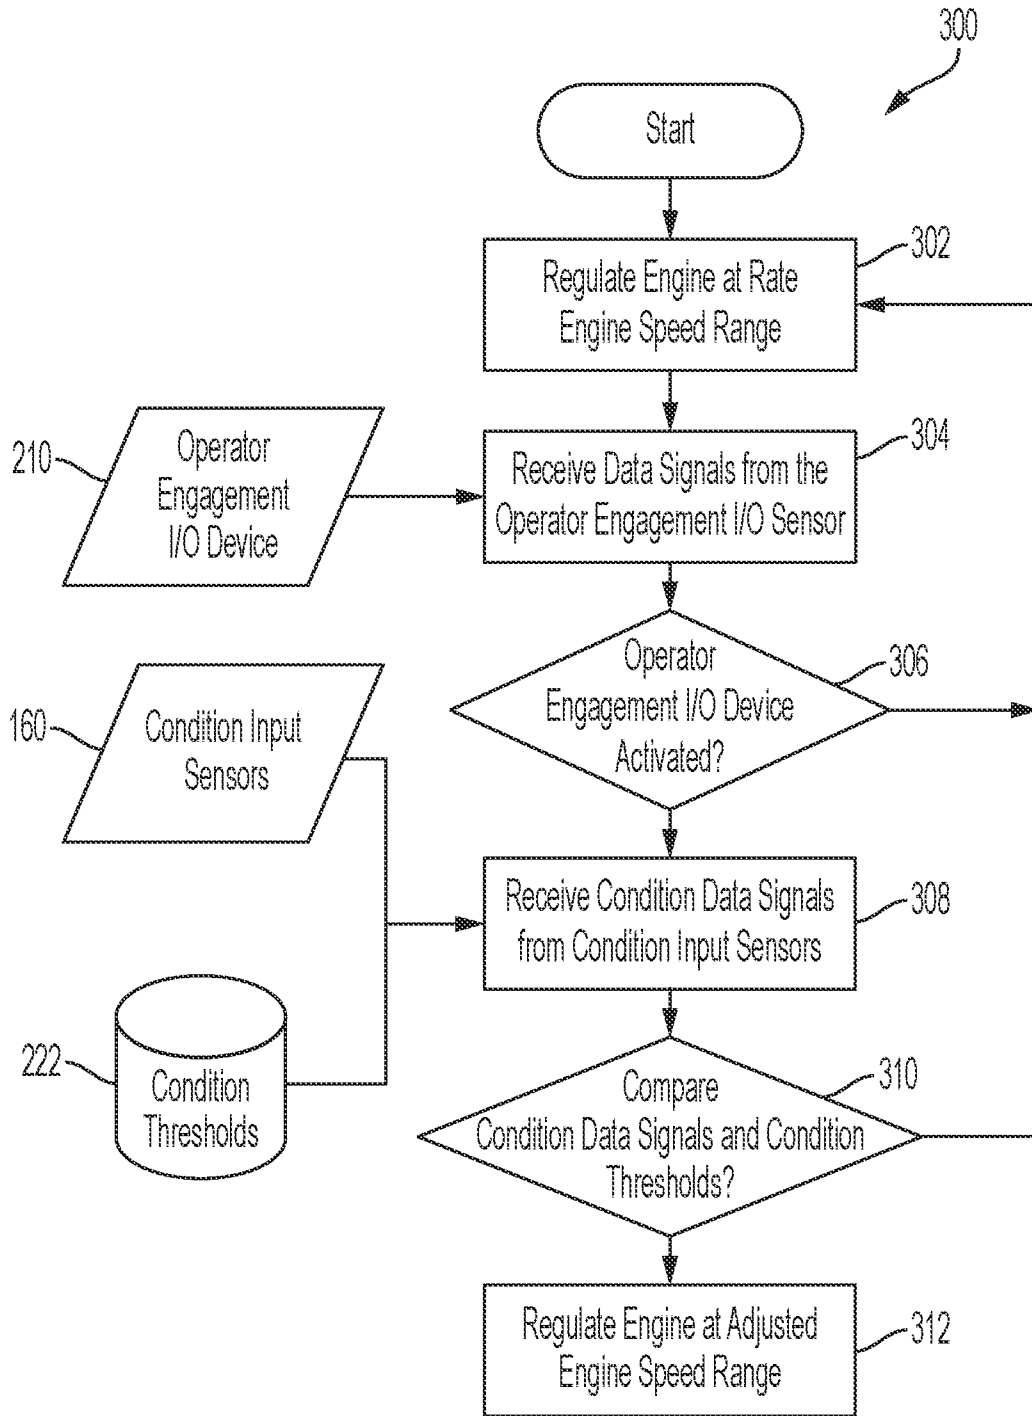 300
Start
302
Regulate Engine at Rate
Engine Speed Range
304
210
Operator
Engagement
I/O Device
Receive Data Signals from the
Operator Engagement I/O Sensor
306
Operator
Engagement I/O Device
Activated?
160
Condition Input
Sensors
308
Receive Condition Data Signals
from Condition Input Sensors
222
Condition
Thresholds
310
Compare
Condition Data Signals and Condition
Thresholds?
312
Regulate Engine at Adjusted
Engine Speed Range